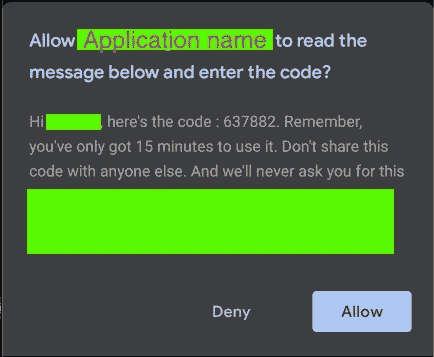 Allow Application name to read the
message below and enter the code?
Hi , here's the code : 637882. Remember,
you've only got 15 minutes to use it. Don't share this
code with anyone else. And we'll never ask you for this
Deny Allow